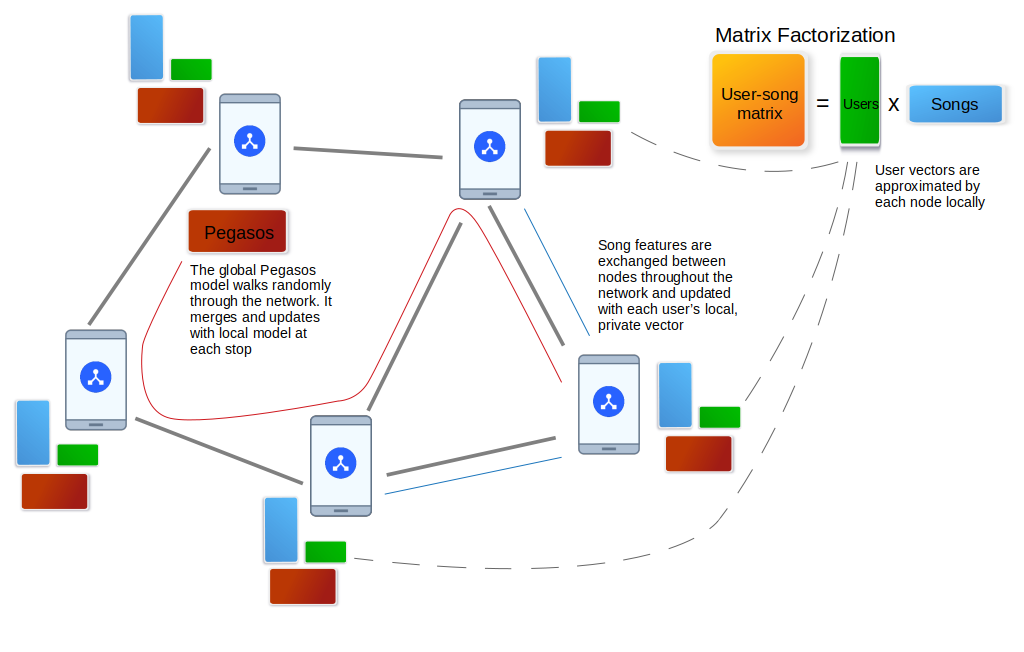 Matrix Factorization
User-song
matrix
=
Users
x
Songs
User vectors are
approximated by
each node locally
Pegasos
The global Pegasos
model walks randomly
through the network. It
merges and updates
with local model at
each stop
Song features are
exchanged between
nodes throughout the
network and updated
with each user's local,
private vector